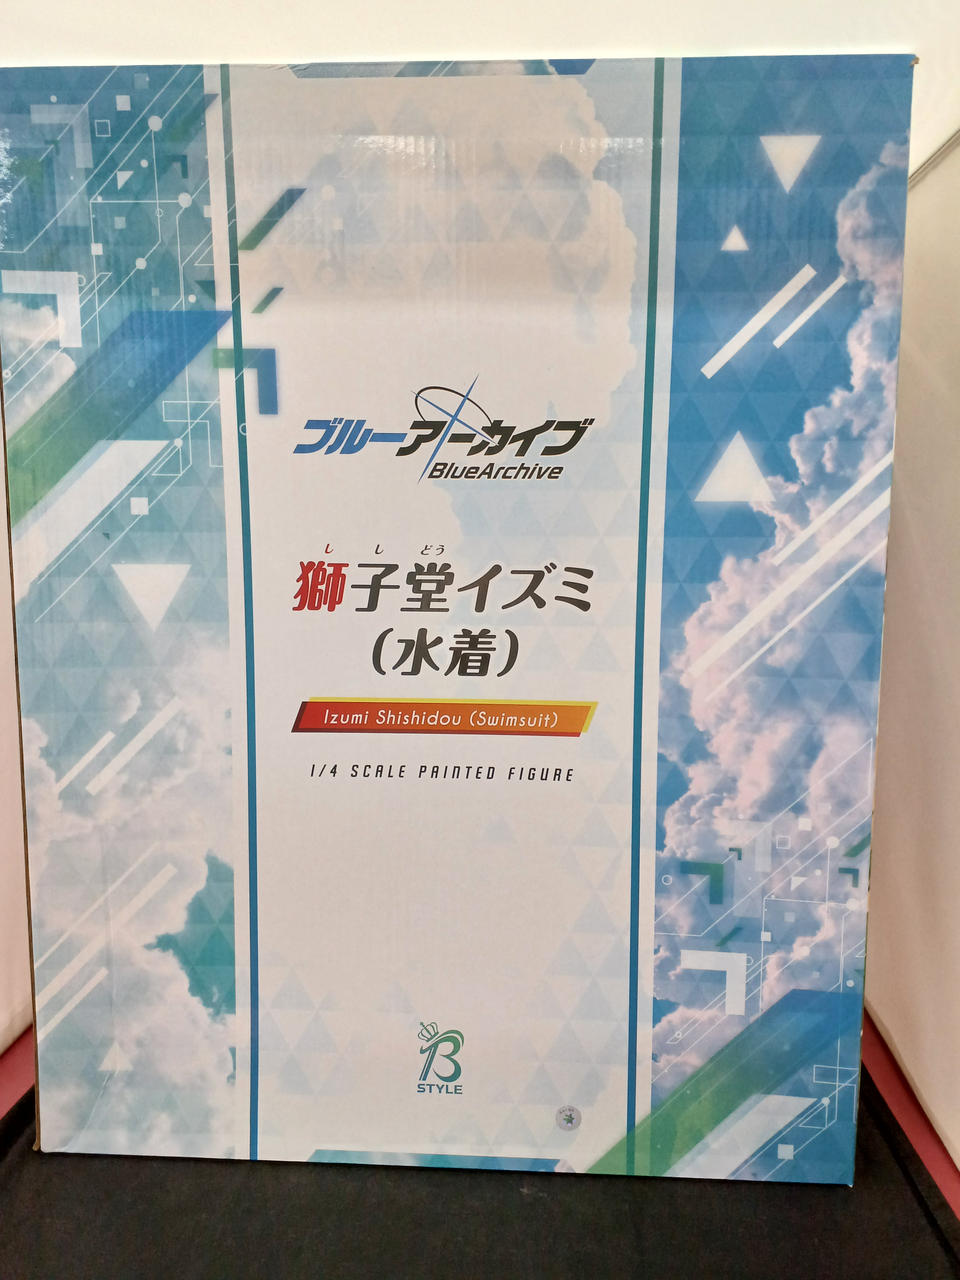 ブルーアーカイブ
BlueArchive
しし どう
獅子堂イズミ
(水着)
Izumi Shishidou (Swimsuit)
1/4 SCALE PAINTED FIGURE
B
STYLE